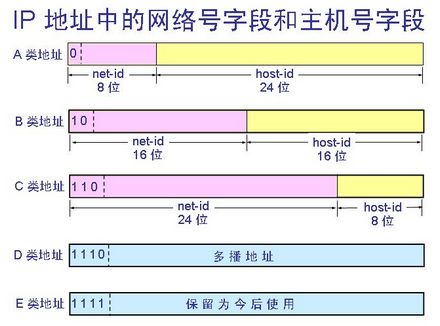 IP 地址中的网络号字段和主机号字段
A 类地址 0
net-id host-id
8 位 24 位
B 类地址 1 0
net-id host-id
16 位 16 位
C 类地址 1 1 0
net-id host-id
24 位 8 位
D 类地址 1 1 1 0 多 播 地 址
E 类地址 1 1 1 1 保 留 为 今 后 使 用